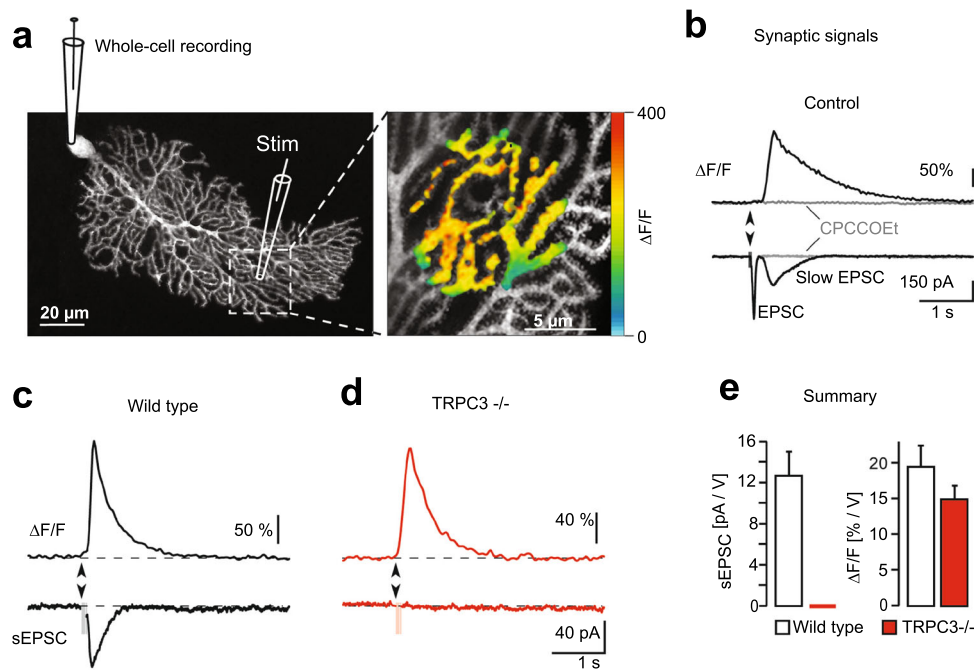 a
Whole-cell recording
Stim
20 µm
5 µm
400
ΔF/F
0
b
Synaptic signals
Control
ΔF/F
50%
CPCCOEt
Slow EPSC
150 pA
EPSC
1 s
c
Wild type
ΔF/F
50 %
sEPSC
d
TRPC3 -/-
40 %
40 pA
1 s
e
Summary
sEPSC [pA / V]
16
12
8
4
0
ΔF/F [% / V]
20
15
10
5
0
Wild type
TRPC3-/-